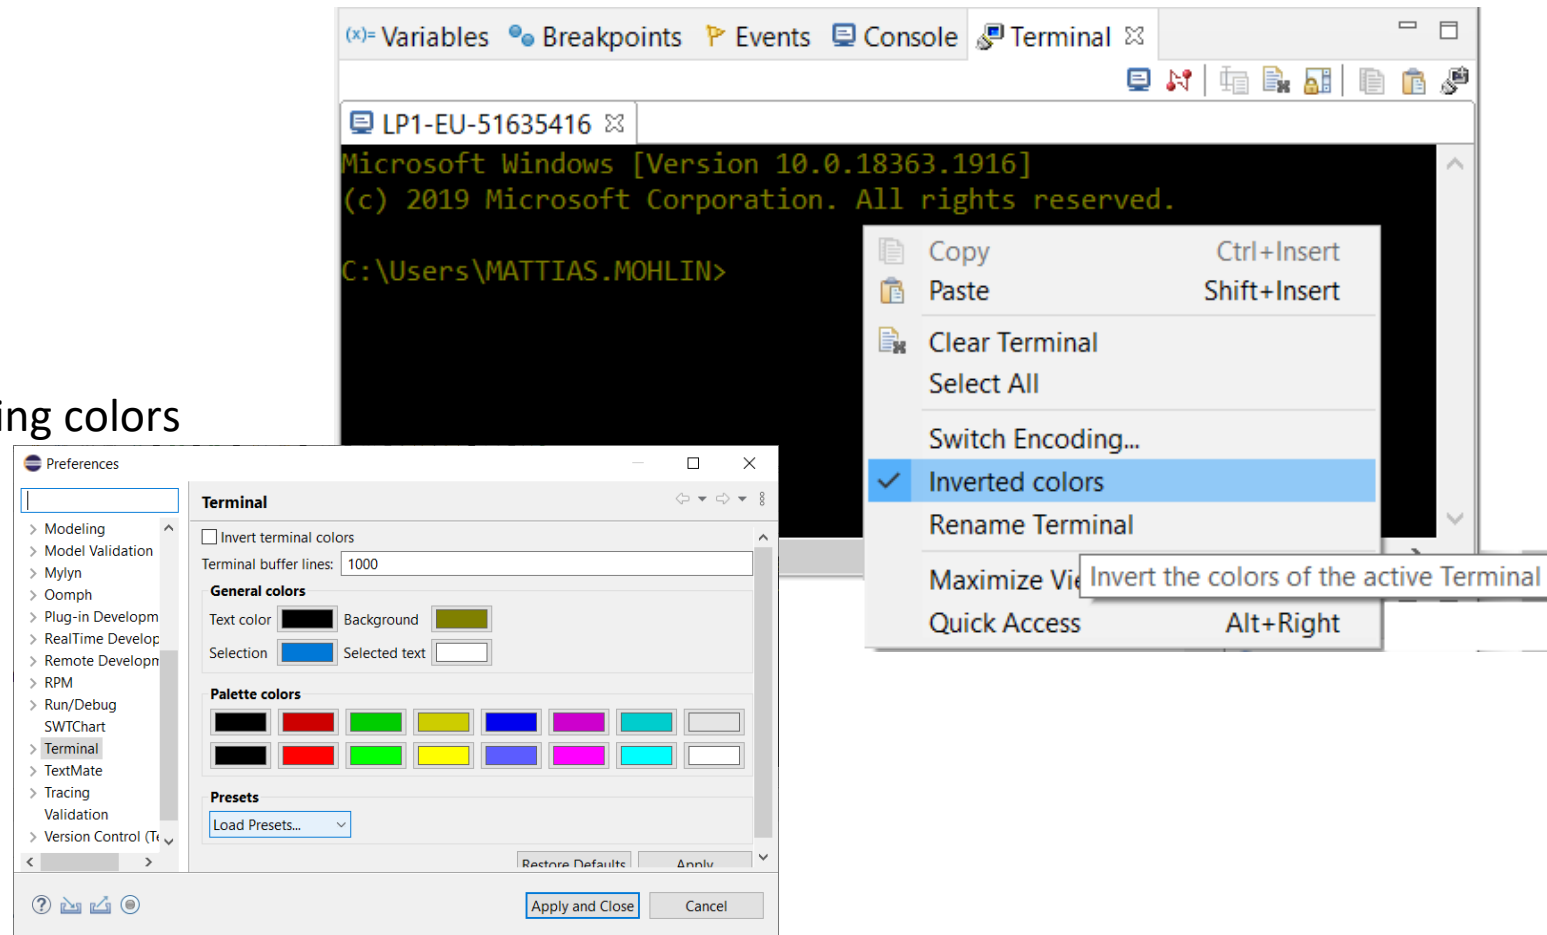 (x)= Variables Breakpoints Events Console Terminal
LP1-EU-51635416
Microsoft Windows [Version 10.0.18363.1916]
(c) 2019 Microsoft Corporation. All rights reserved.
C:\Users\MATTIAS.MOHLIN>
Copy Ctrl+Insert
Paste Shift+Insert
Clear Terminal
Select All
Switch Encoding...
Inverted colors
Rename Terminal
Maximize Vie
Invert the colors of the active Terminal
Quick Access Alt+Right
ing colors
Preferences
Modeling
Model Validation
Mylyn
Oomph
Plug-in Developm
RealTime Develop
Remote Developm
RPM
Run/Debug
SWTChart
Terminal
TextMate
Tracing
Validation
Version Control (Te
Terminal
Invert terminal colors
Terminal buffer lines: 1000
General colors
Text color Background
Selection Selected text
Palette colors
Presets
Load Presets...
Restore Defaults Apply
Apply and Close Cancel